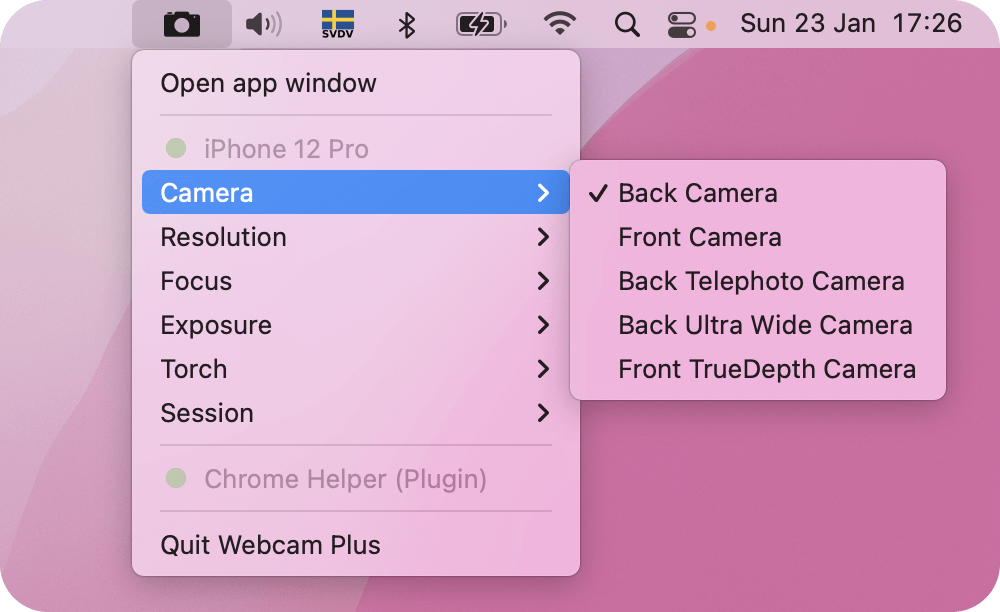 SVDV
Sun 23 Jan 17:26
Open app window
iPhone 12 Pro
Camera
Resolution
Focus
Exposure
Torch
Session
Chrome Helper (Plugin)
Quit Webcam Plus
Back Camera
Front Camera
Back Telephoto Camera
Back Ultra Wide Camera
Front TrueDepth Camera